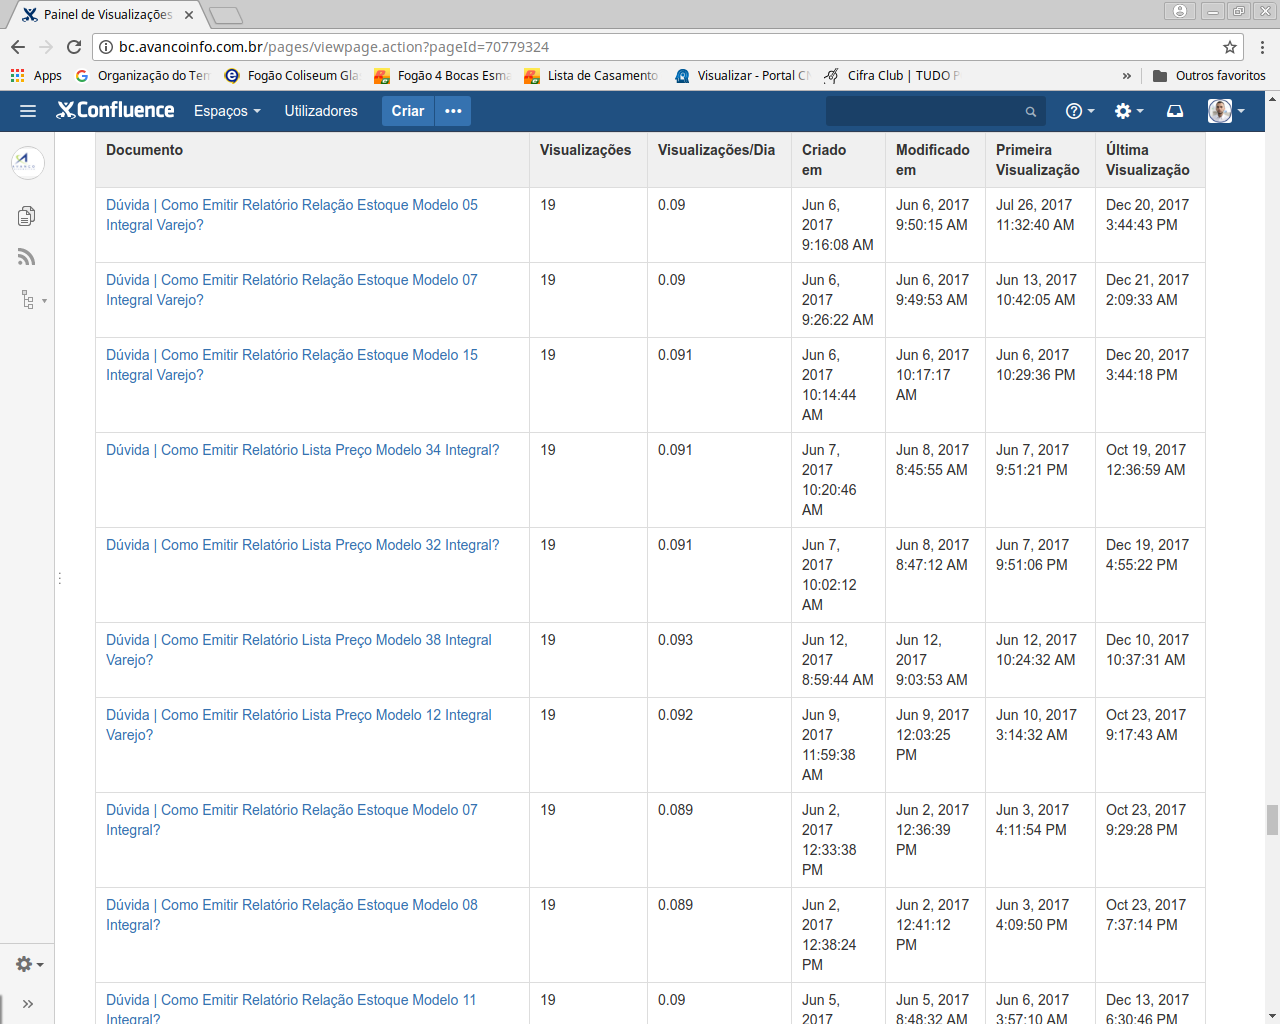 Painel de Visualizações
bc.avancoinfo.com.br/pages/viewpage.action?pageId=70779324
Apps Organização do Ter Fogão Coliseum Gla Fogão 4 Bocas Esma Lista de Casamento Visualizar - Portal C Cifra Club | TUDO P » Outros favoritos
Confluence Espaços Utilizadores Criar •••
Documento Visualizações Visualizações/Dia Criado em Modificado em Primeira Visualização Última Visualização
Dúvida | Como Emitir Relatório Relação Estoque Modelo 05 19 0.09 Jun 6, Jun 6, 2017 Jul 26, 2017 Dec 20, 2017
Integral Varejo? 2017 9:50:15 AM 11:32:40 AM 3:44:43 PM
9:16:08 AM
Dúvida | Como Emitir Relatório Relação Estoque Modelo 07 19 0.09 Jun 6, Jun 6, 2017 Jun 13, 2017 Dec 21, 2017
Integral Varejo? 2017 9:49:53 AM 10:42:05 AM 2:09:33 AM
9:26:22 AM
Dúvida | Como Emitir Relatório Relação Estoque Modelo 15 19 0.091 Jun 6, Jun 6, 2017 Jun 6, 2017 Dec 20, 2017
Integral Varejo? 2017 10:17:17 10:29:36 PM 3:44:18 PM
10:14:44 AM
AM
Dúvida | Como Emitir Relatório Lista Preço Modelo 34 Integral? 19 0.091 Jun 7, Jun 8, 2017 Jun 7, 2017 Oct 19, 2017
2017 8:45:55 AM 9:51:21 PM 12:36:59 AM
10:20:46
AM
Dúvida | Como Emitir Relatório Lista Preço Modelo 32 Integral? 19 0.091 Jun 7, Jun 8, 2017 Jun 7, 2017 Dec 19, 2017
2017 8:47:12 AM 9:51:06 PM 4:55:22 PM
10:02:12
AM
Dúvida | Como Emitir Relatório Lista Preço Modelo 38 Integral 19 0.093 Jun 12, Jun 12, Jun 12, 2017 Dec 10, 2017
Varejo? 2017 2017 10:24:32 AM 10:37:31 AM
8:59:44 AM 9:03:53 AM
Dúvida | Como Emitir Relatório Lista Preço Modelo 12 Integral 19 0.092 Jun 9, Jun 9, 2017 Jun 10, 2017 Oct 23, 2017
Varejo? 2017 12:03:25 3:14:32 AM 9:17:43 AM
11:59:38 PM
AM
Dúvida | Como Emitir Relatório Relação Estoque Modelo 07 19 0.089 Jun 2, Jun 2, 2017 Jun 3, 2017 Oct 23, 2017
Integral? 2017 12:36:39 4:11:54 PM 9:29:28 PM
12:33:38 PM
PM
Dúvida | Como Emitir Relatório Relação Estoque Modelo 08 19 0.089 Jun 2, Jun 2, 2017 Jun 3, 2017 Oct 23, 2017
Integral? 2017 12:41:12 4:09:50 PM 7:37:14 PM
12:38:24 PM
PM
Dúvida | Como Emitir Relatório Relação Estoque Modelo 11 19 0.09 Jun 5, Jun 5, 2017 Jun 6, 2017 Dec 13, 2017
Integral? 2017 8:48:32 AM 3:57:10 AM 6:30:46 PM